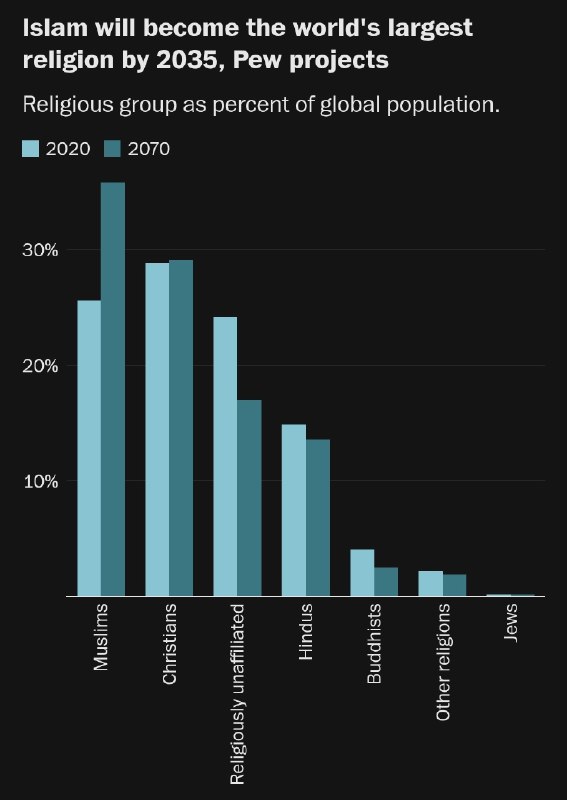 Islam will become the world's largest
religion by 2035, Pew projects
Religious group as percent of global population.
2020 2070
30%
20%
10%
Muslims
Christians
Religiously unaffiliated
Hindus
Buddhists
Other religions
Jews